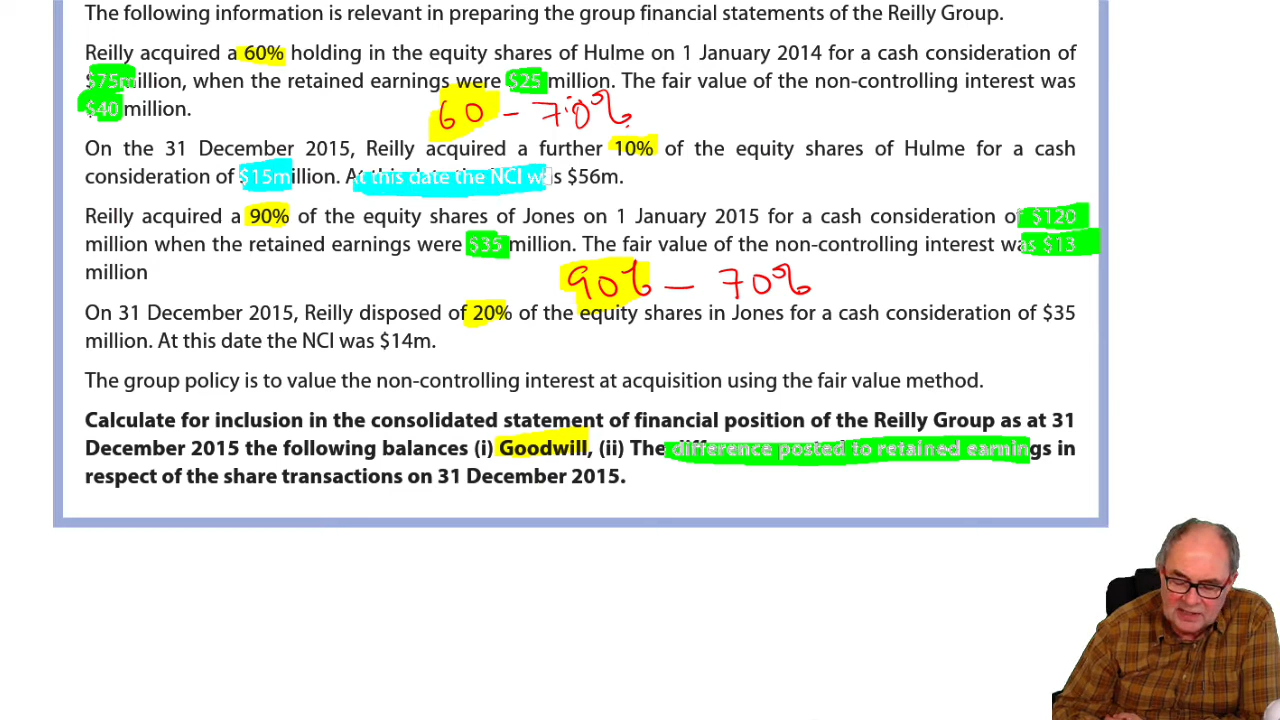 The following information is relevant in preparing the group financial statements of the Reilly Group.
Reilly acquired a 60% holding in the equity shares of Hulme on 1 January 2014 for a cash consideration of
$75million, when the retained earnings were $25 million. The fair value of the non-controlling interest was
$40 million.
60 - 70%
On the 31 December 2015, Reilly acquired a further 10% of the equity shares of Hulme for a cash
consideration of $15million. At this date the NCI was $56m.
Reilly acquired a 90% of the equity shares of Jones on 1 January 2015 for a cash consideration of $120
million when the retained earnings were $35 million. The fair value of the non-controlling interest was $13
million
90% - 70%
On 31 December 2015, Reilly disposed of 20% of the equity shares in Jones for a cash consideration of $35
million. At this date the NCI was $14m.
The group policy is to value the non-controlling interest at acquisition using the fair value method.
Calculate for inclusion in the consolidated statement of financial position of the Reilly Group as at 31
December 2015 the following balances (i) Goodwill, (ii) The difference posted to retained earnings in
respect of the share transactions on 31 December 2015.